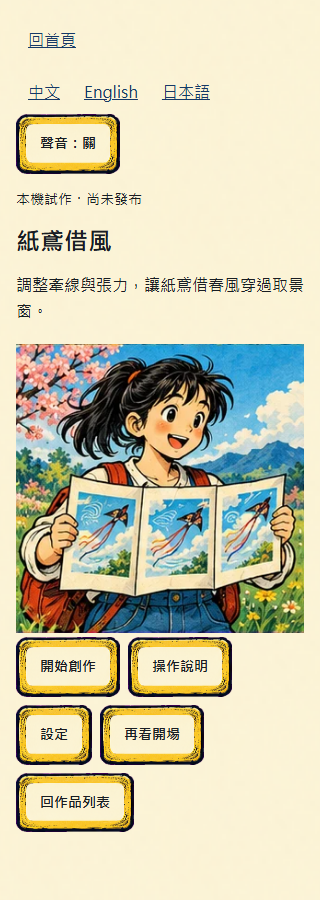 回首頁
中文 English 日本語
聲音：關
本機試作・尚未發布
紙鳶借風
調整牽線與張力，讓紙鳶借春風穿過取景
窗。
開始創作 操作說明
設定 再看開場
回作品列表